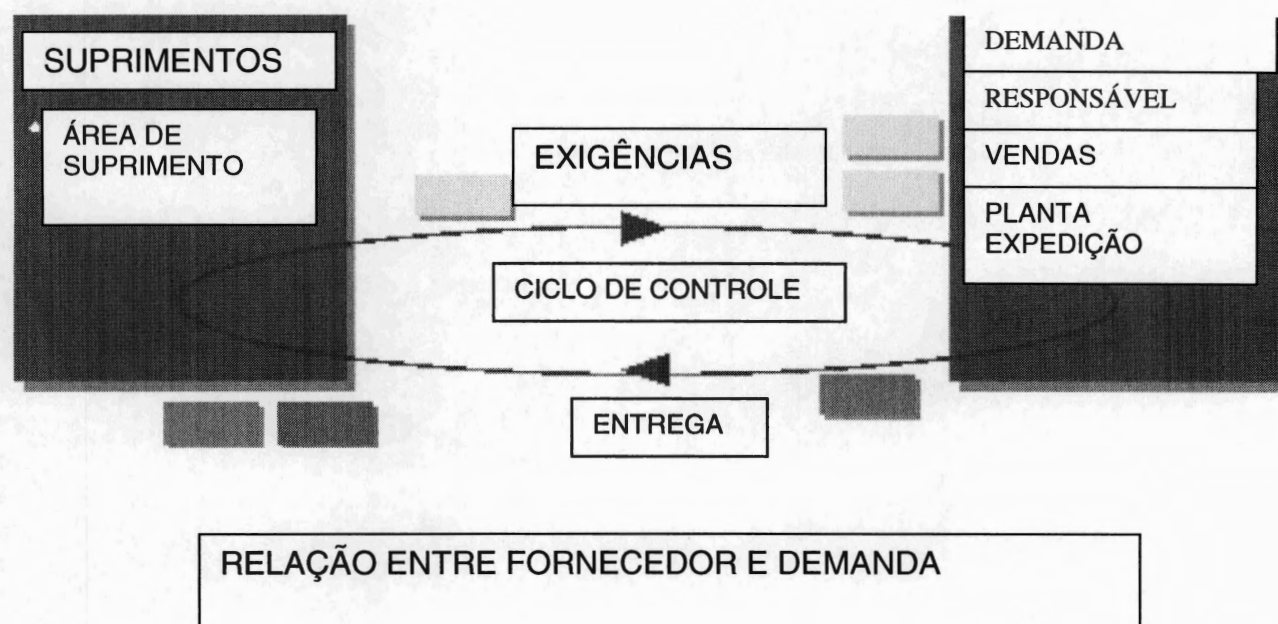 SUPRIMENTOS
ÁREA DE
SUPRIMENTO
EXIGÊNCIAS
CICLO DE CONTROLE
ENTREGA
DEMANDA
RESPONSÁVEL
VENDAS
PLANTA
EXPEDIÇÃO
RELAÇÃO ENTRE FORNECEDOR E DEMANDA